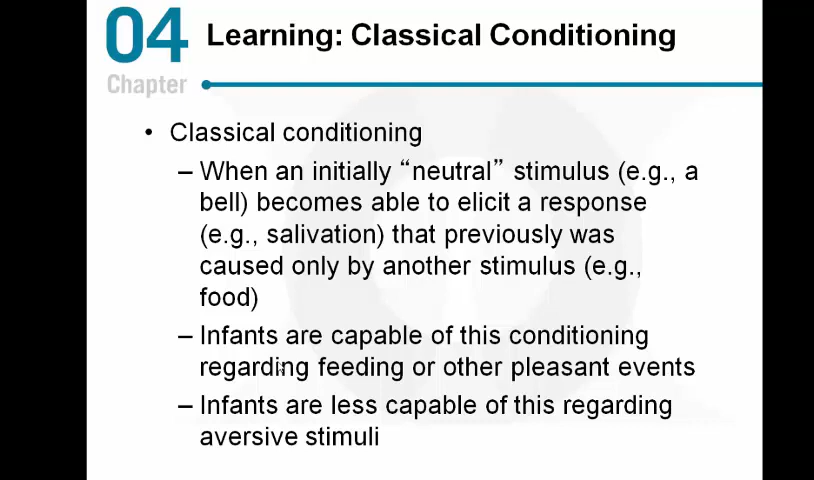 04 Learning: Classical Conditioning
Chapter
• Classical conditioning
– When an initially “neutral” stimulus (e.g., a
bell) becomes able to elicit a response
(e.g., salivation) that previously was
caused only by another stimulus (e.g.,
food)
– Infants are capable of this conditioning
regarding feeding or other pleasant events
– Infants are less capable of this regarding
aversive stimuli